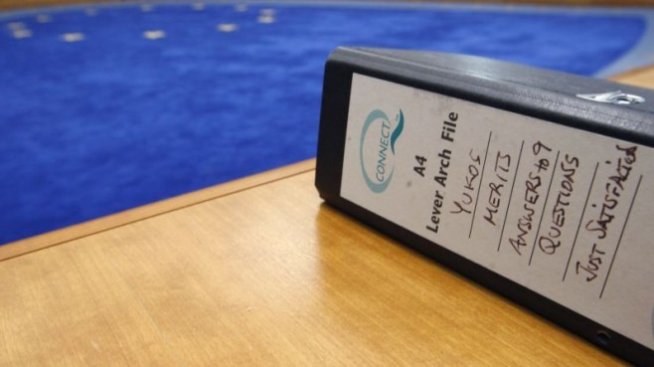 CONNECT
A4
Lever Arch File
YUKOS
MERITS
ANSWERS to 9
QUESTIONS
JUST SATISFACTION